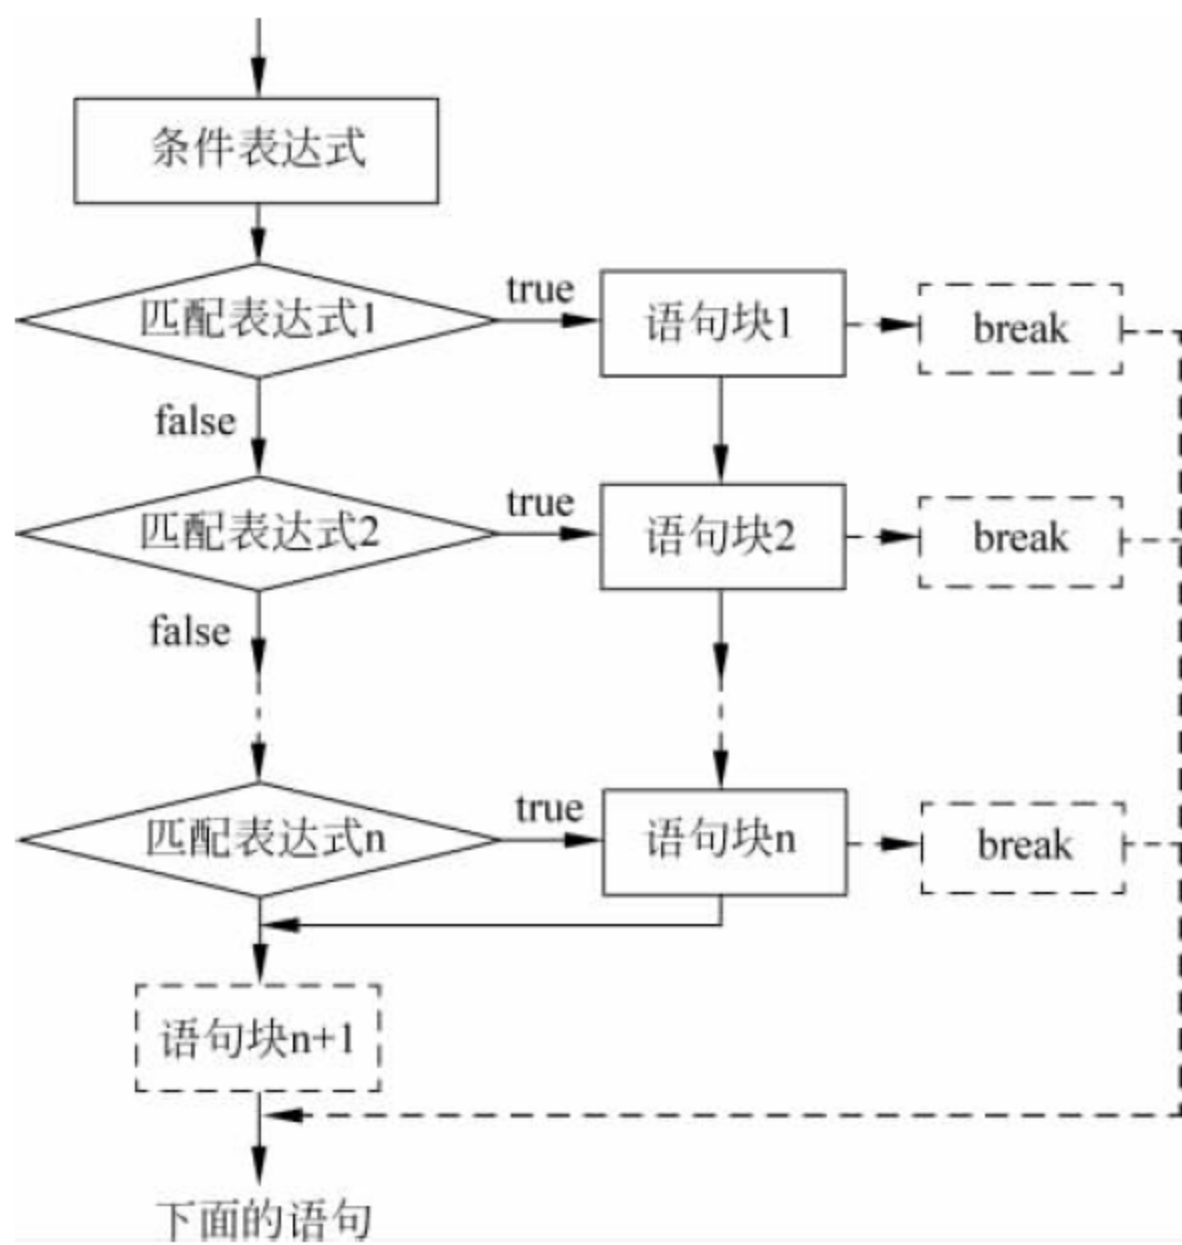 条件表达式
匹配表达式1
true
语句块1
break
false
匹配表达式2
true
语句块2
break
false
匹配表达式n
true
语句块n
break
语句块n+1
下面的语句